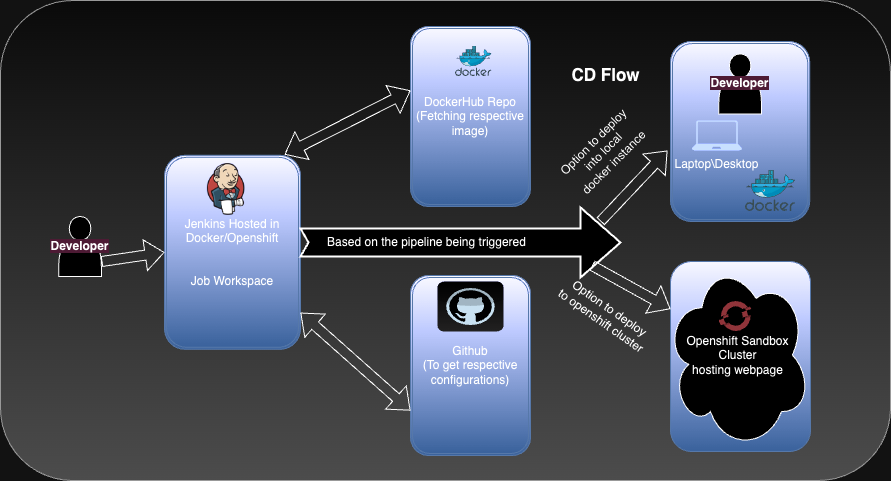 CD Flow
docker
DockerHub Repo
(Fetching respective
image)
Developer
Jenkins Hosted in
Docker/Openshift
Job Workspace
Based on the pipeline being triggered
Github
(To get respective
configurations)
Option to deploy
into local
docker instance
Developer
Laptop\Desktop
docker
Option to deploy
to openshift cluster
Openshift Sandbox
Cluster
hosting webpage